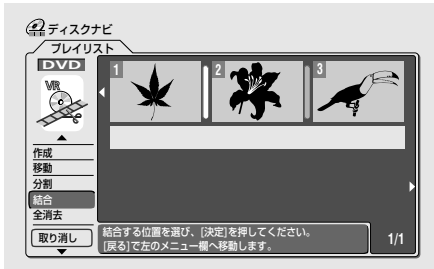 ディスクナビ
プレイリスト
DVD
VR
1
2
3
作成
移動
分割
結合
全消去
取り消し
結合する位置を選び、[決定]を押してください。
[戻る]で左のメニュー欄へ移動します。
1/1